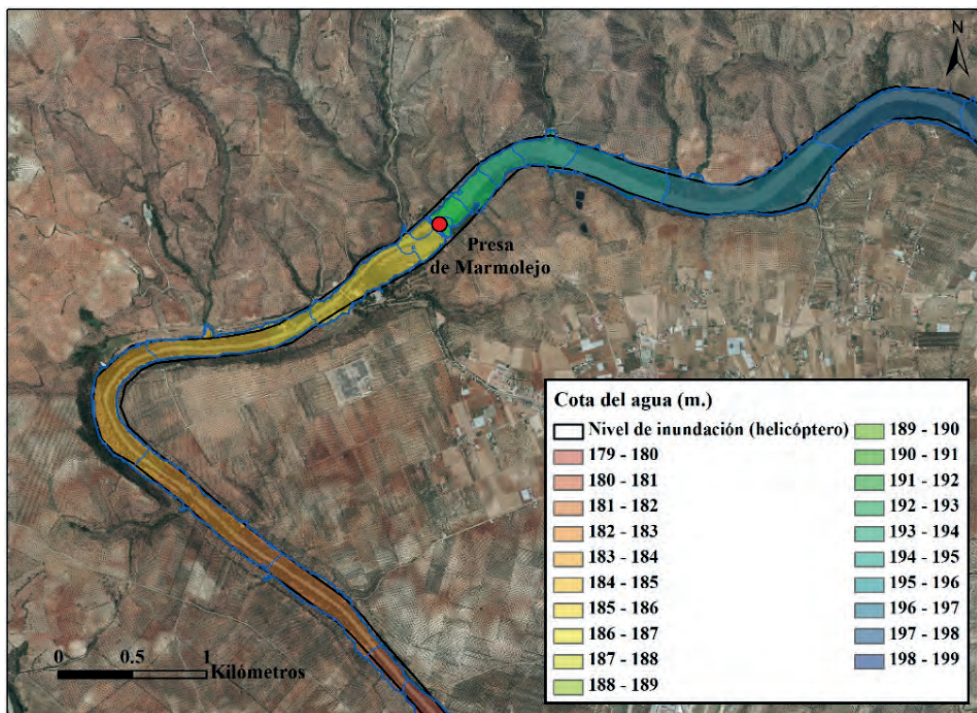 N
Presa
de Marmolejo
Cota del agua (m.)
Nivel de inundación (helicóptero)
179 - 180
180 - 181
181 - 182
182 - 183
183 - 184
184 - 185
185 - 186
186 - 187
187 - 188
188 - 189
189 - 190
190 - 191
191 - 192
192 - 193
193 - 194
194 - 195
195 - 196
196 - 197
197 - 198
198 - 199
0 0.5 1
Kilómetros